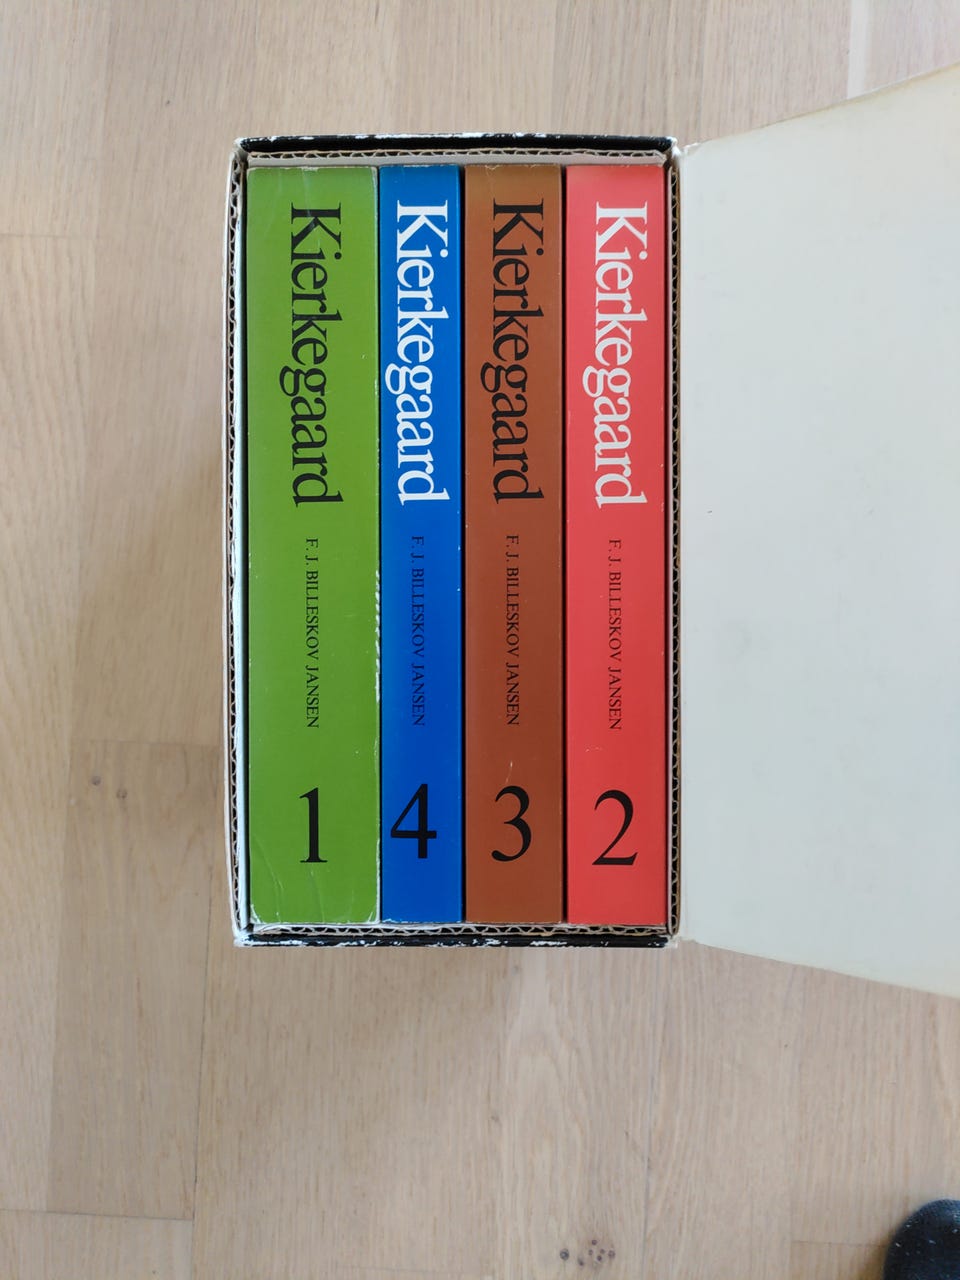 Kierkegaard
F. J. BILLESKOV JANSEN
1
Kierkegaard
F. J. BILLESKOV JANSEN
4
Kierkegaard
F. J. BILLESKOV JANSEN
3
Kierkegaard
F. J. BILLESKOV JANSEN
2